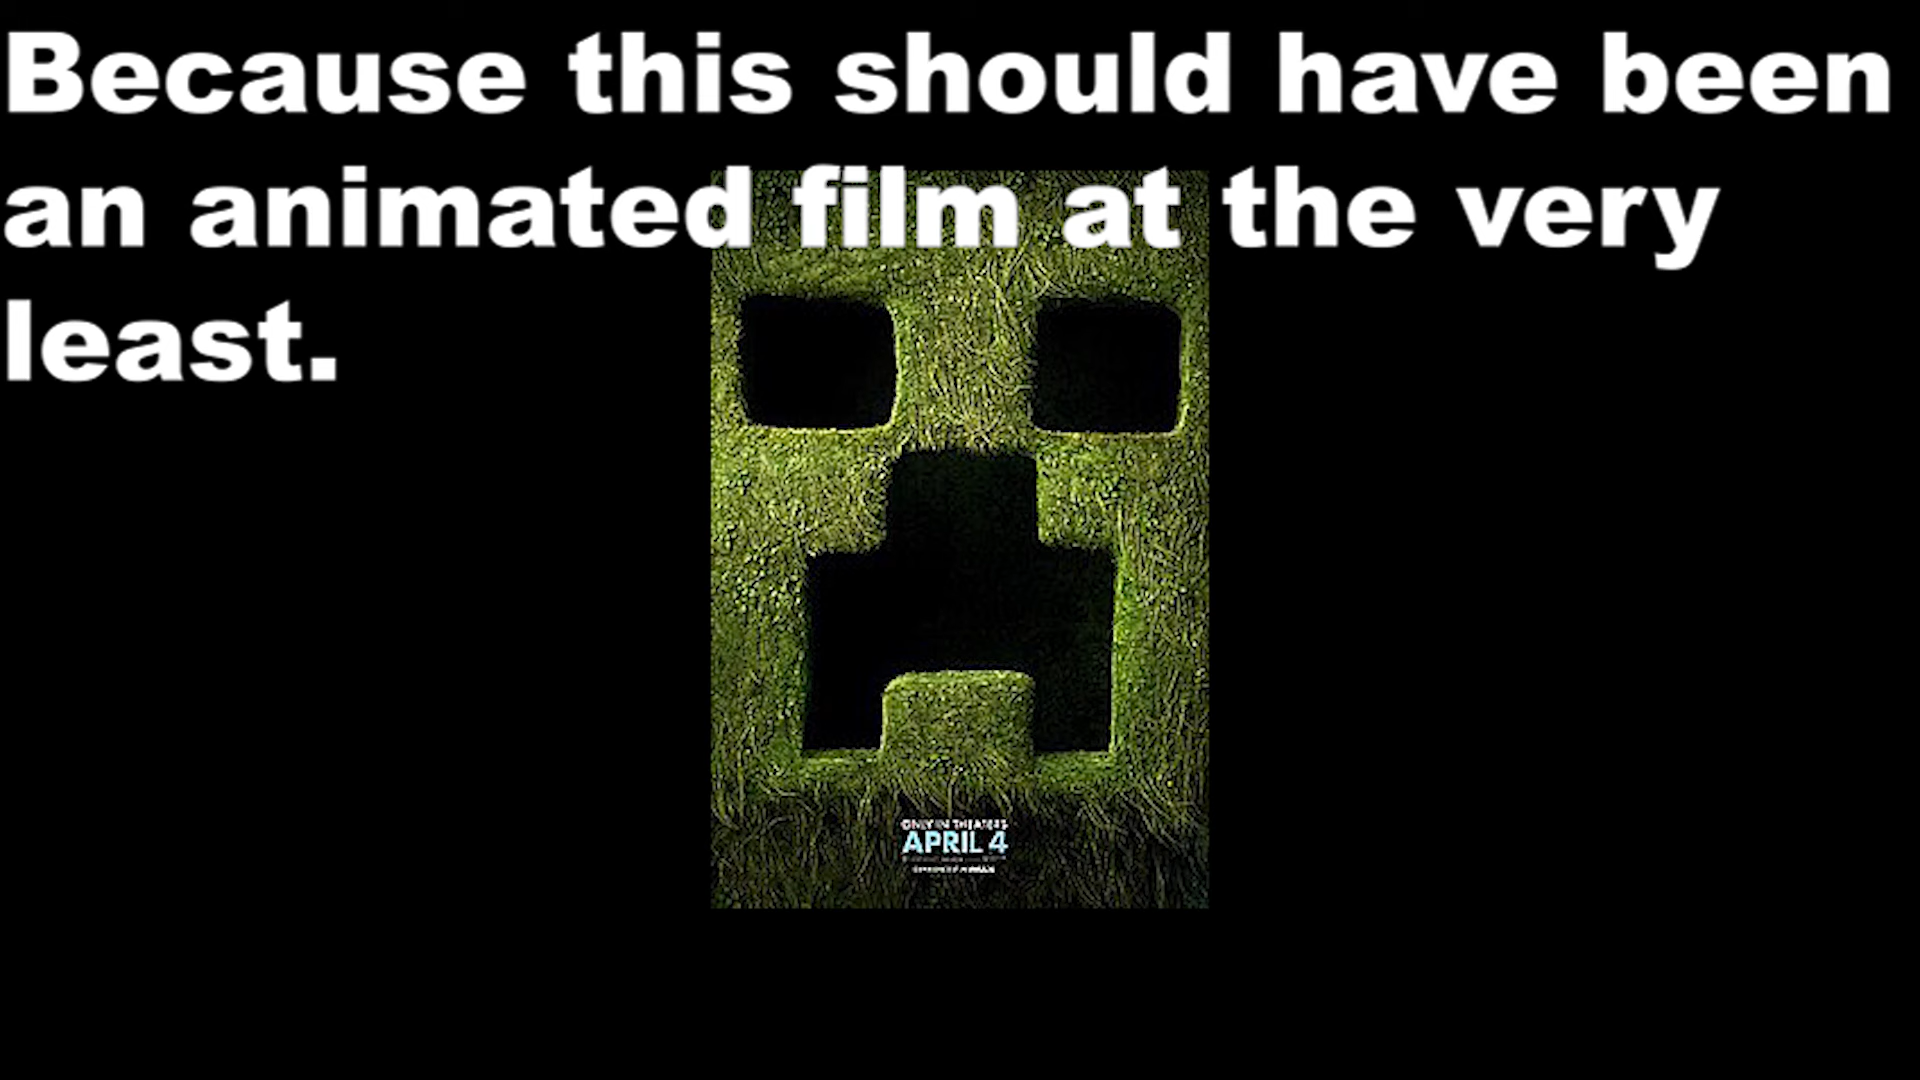 Because this should have been
an animated film at the very
least.
ONLY IN THEATERS
APRIL 4